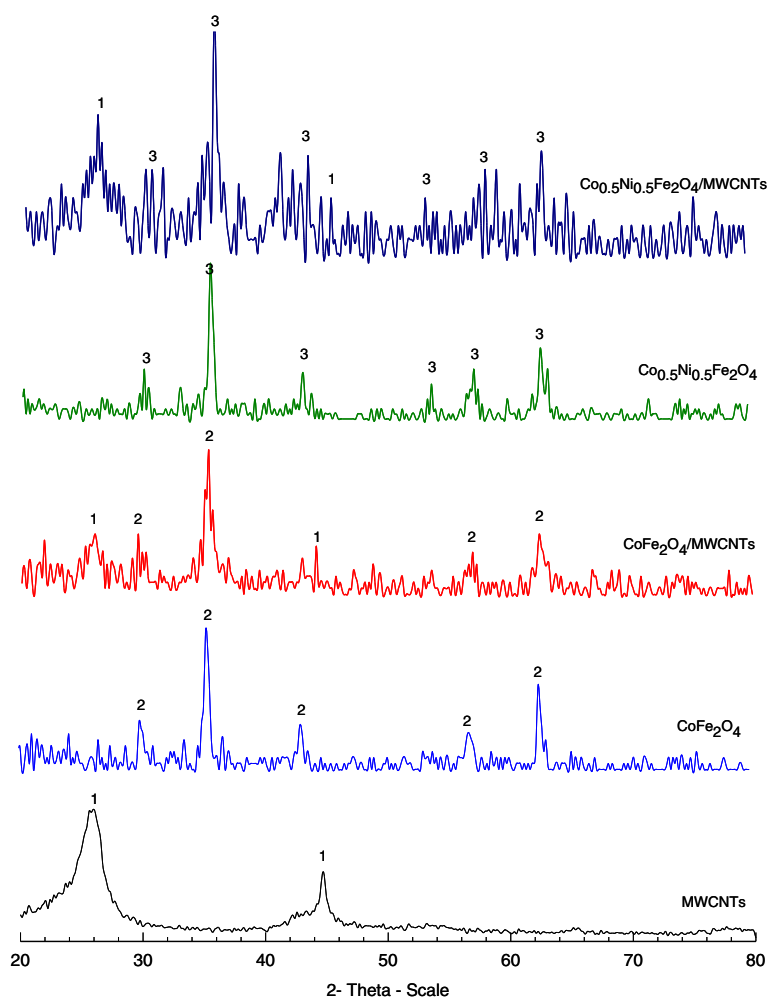 3
1
3 3 3 3
1 3
Co0.5Ni0.5Fe2O4/MWCNTs
3
3 3 3 3 3
Co0.5Ni0.5Fe2O4
2
1 2 1 2 2
CoFe2O4/MWCNTs
2
2 2 2 2
CoFe2O4
1
1
MWCNTs
20 30 40 50 60 70 80
2- Theta - Scale